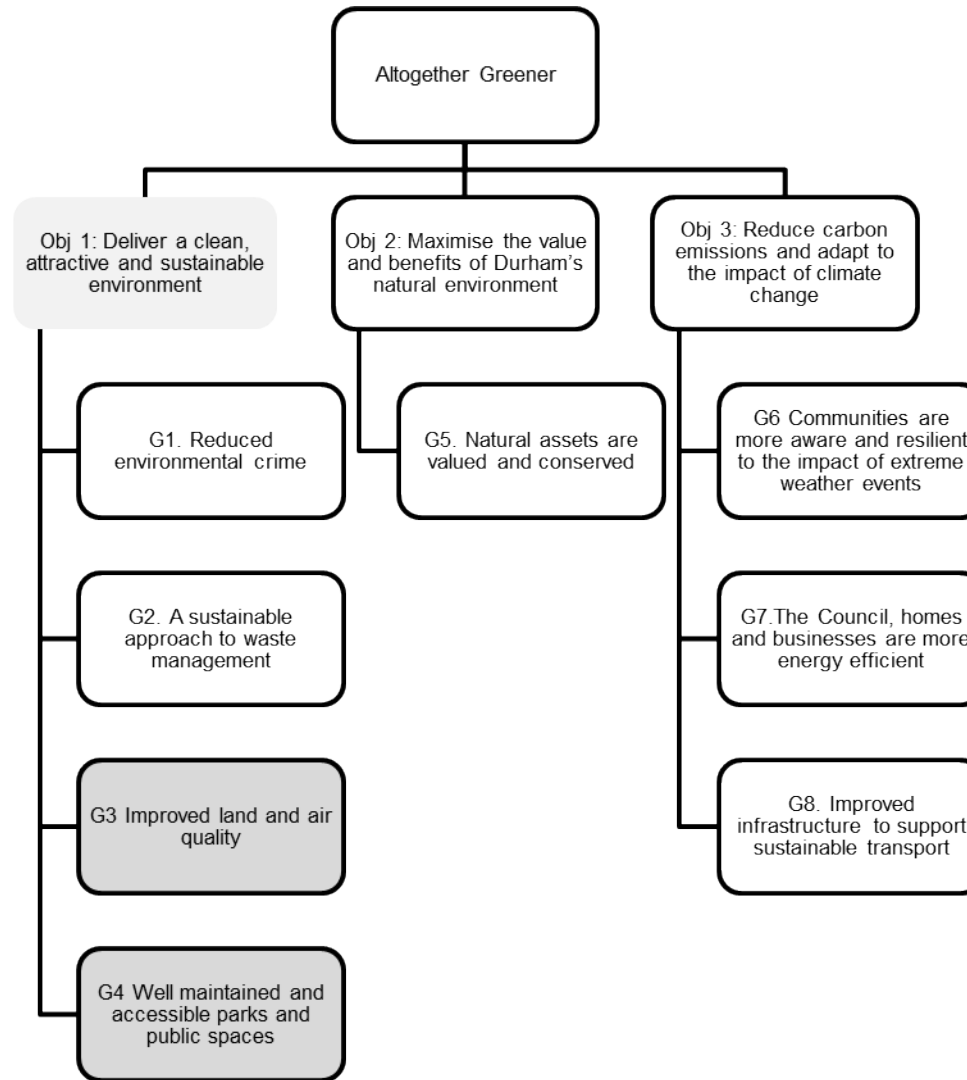 Altogether Greener
Obj 1: Deliver a clean,
attractive and sustainable
environment
G1. Reduced
environmental crime
G2. A sustainable
approach to waste
management
G3 Improved land and air
quality
G4 Well maintained and
accessible parks and
public spaces
Obj 2: Maximise the value
and benefits of Durham’s
natural environment
G5. Natural assets are
valued and conserved
Obj 3: Reduce carbon
emissions and adapt to
the impact of climate
change
G6 Communities are
more aware and resilient
to the impact of extreme
weather events
G7.The Council, homes
and businesses are more
energy efficient
G8. Improved
infrastructure to support
sustainable transport